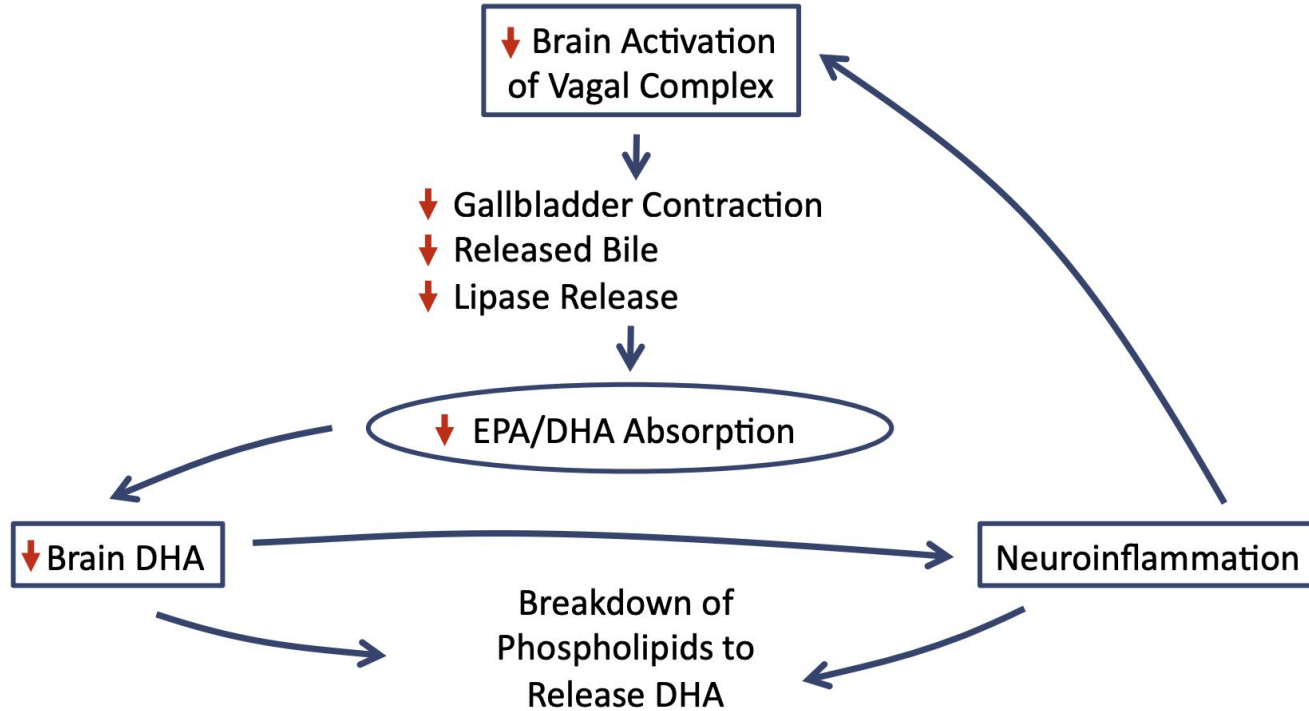 Brain Activation
of Vagal Complex
Gallbladder Contraction
Released Bile
Lipase Release
EPA/DHA Absorption
Brain DHA
Neuroinflammation
Breakdown of
Phospholipids to
Release DHA